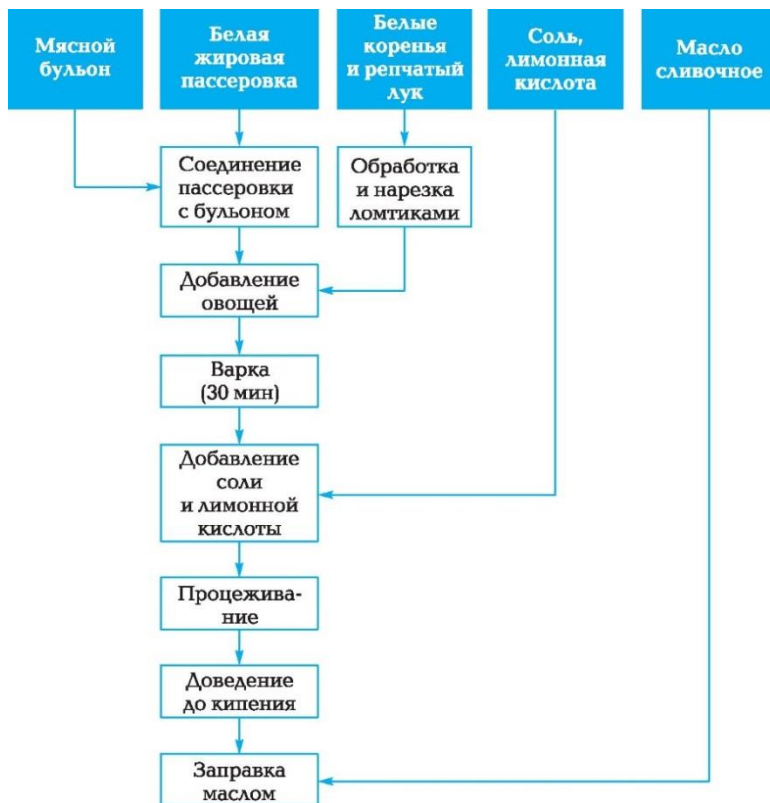 Мясной
бульон
Белая
жировая
пассеровка
Белые
коренья
и репчатый
лук
Соль,
лимонная
кислота
Масло
сливочное
Соединение
пассеровки
с бульоном
Обработка
и нарезка
ломтиками
Добавление
овощей
Варка
(30 мин)
Добавление
соли
и лимонной
кислоты
Процежива-
ние
Доведение
до кипения
Заправка
маслом